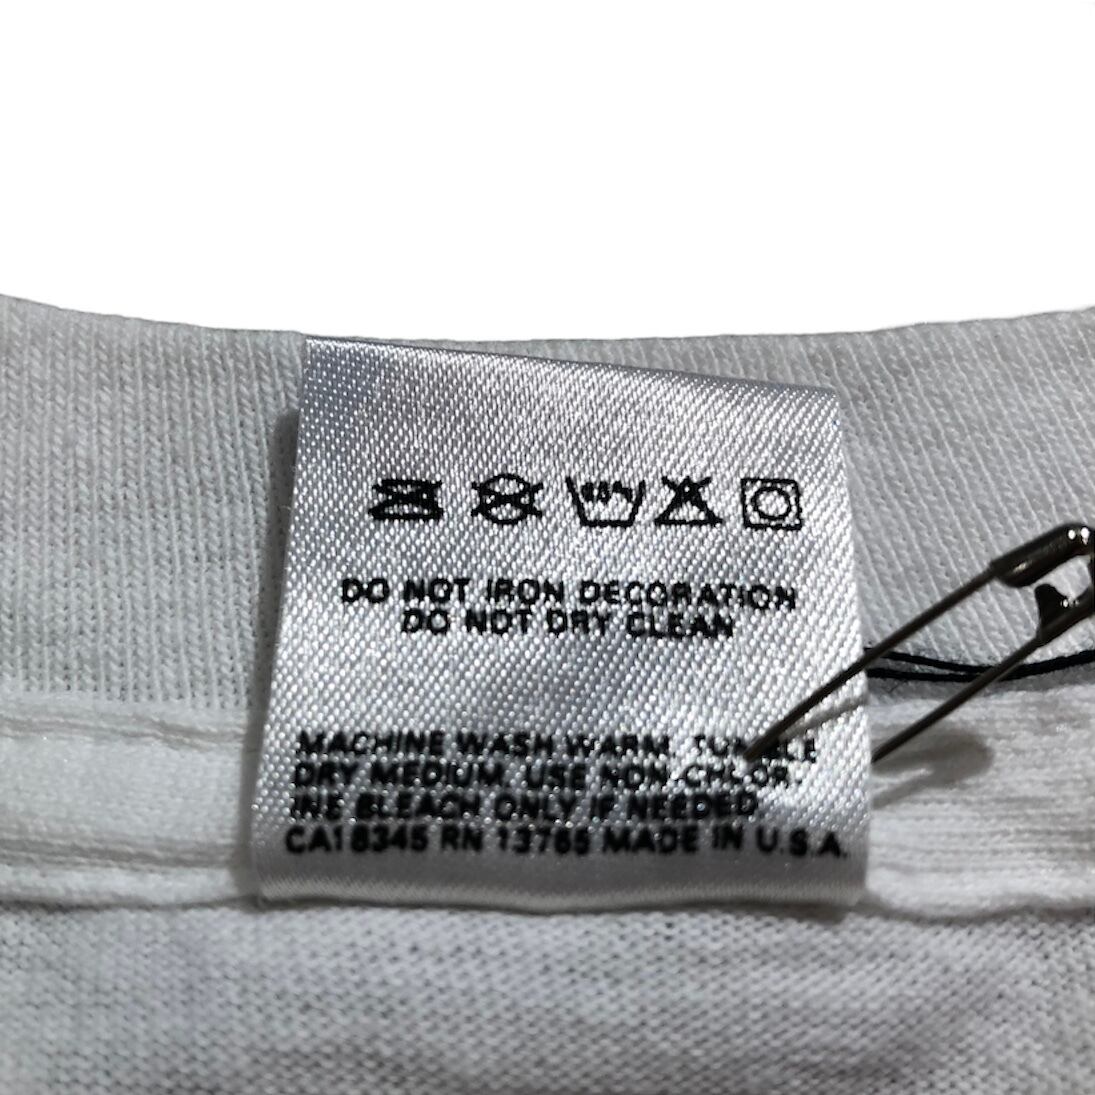 DO NOT IRON DECORATION
DO NOT DRY CLEAN
MACHINE WASH WARM, TUMBLE
DRY MEDIUM, USE NON-CHLOR-
INE BLEACH ONLY IF NEEDED
CA18345 RN 13765 MADE IN U.S.A.